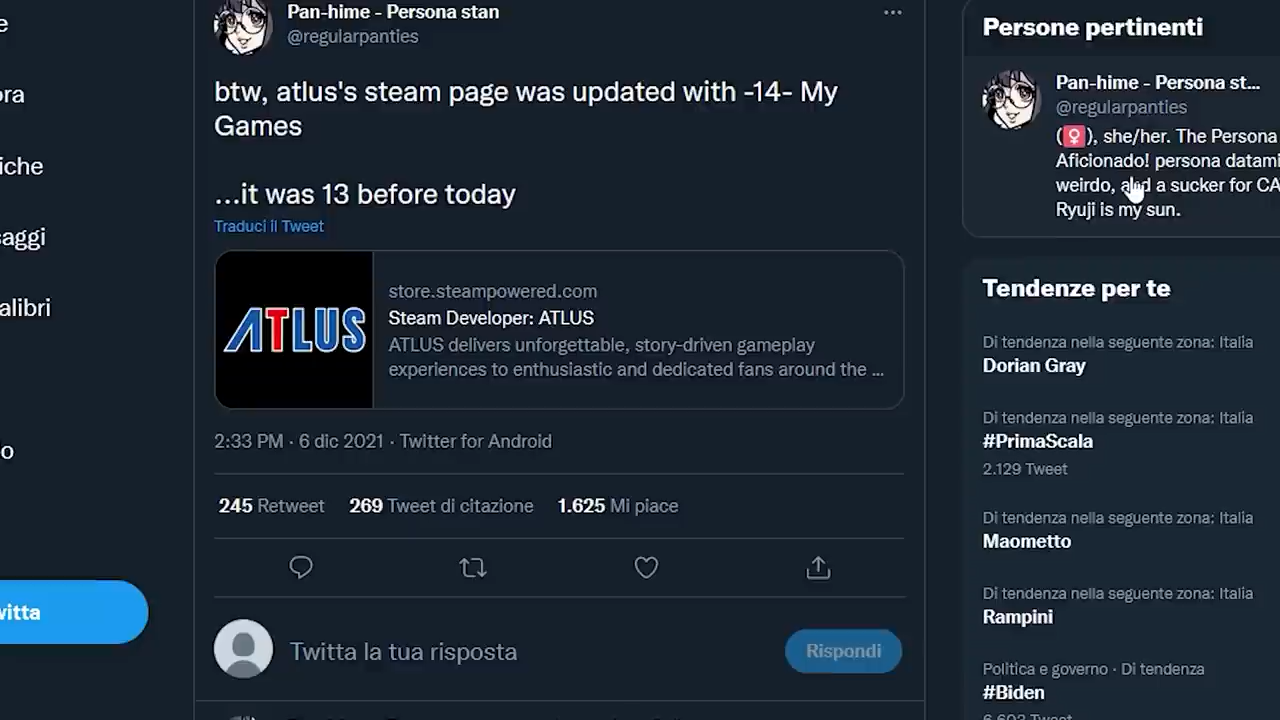 Pan-hime - Persona stan
@regularpanties
btw, atlus's steam page was updated with -14- My
Games
...it was 13 before today
Traduci il Tweet
ATLUS
store.steampowered.com
Steam Developer: ATLUS
ATLUS delivers unforgettable, story-driven gameplay
experiences to enthusiastic and dedicated fans around the ...
2:33 PM · 6 dic 2021 · Twitter for Android
245 Retweet 269 Tweet di citazione 1.625 Mi piace
Twitta la tua risposta
Rispondi
Persone pertinenti
Pan-hime - Persona st...
@regularpanties
(♀), she/her. The Persona
Aficionado! persona datami
weirdo, and a sucker for CA
Ryuji is my sun.
Tendenze per te
Di tendenza nella seguente zona: Italia
Dorian Gray
Di tendenza nella seguente zona: Italia
#PrimaScala
2.129 Tweet
Di tendenza nella seguente zona: Italia
Maometto
Di tendenza nella seguente zona: Italia
Rampini
Politica e governo · Di tendenza
#Biden